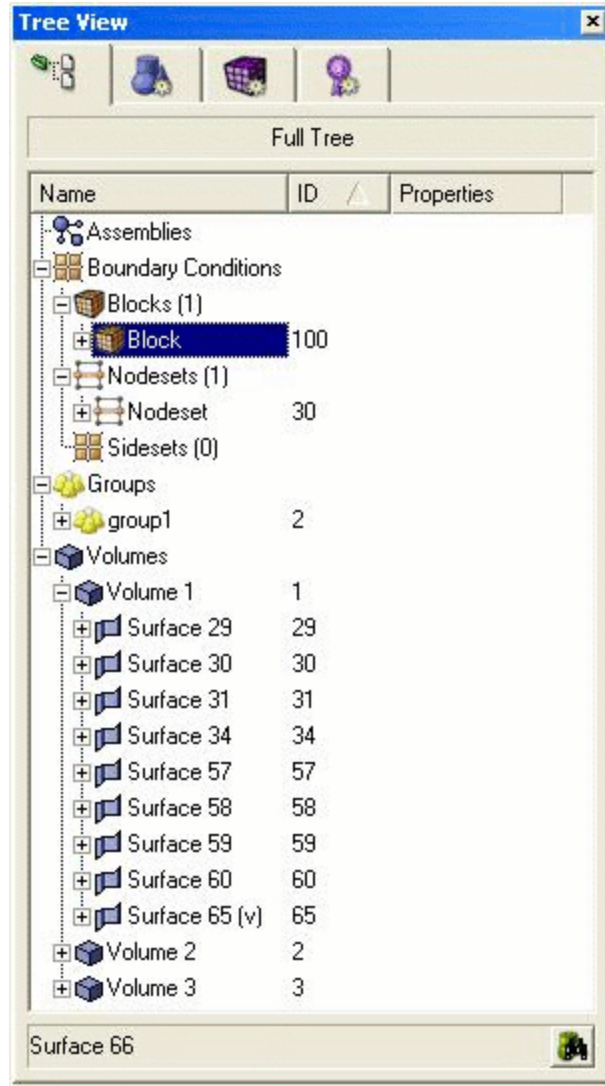 Tree View
Full Tree
Name ID Properties
Assemblies
Boundary Conditions
Blocks (1)
Block 100
Nodesets (1)
Nodeset 30
Sidesets (0)
Groups
group1 2
Volumes
Volume 1 1
Surface 29 29
Surface 30 30
Surface 31 31
Surface 34 34
Surface 57 57
Surface 58 58
Surface 59 59
Surface 60 60
Surface 65 (v) 65
Volume 2 2
Volume 3 3
Surface 66